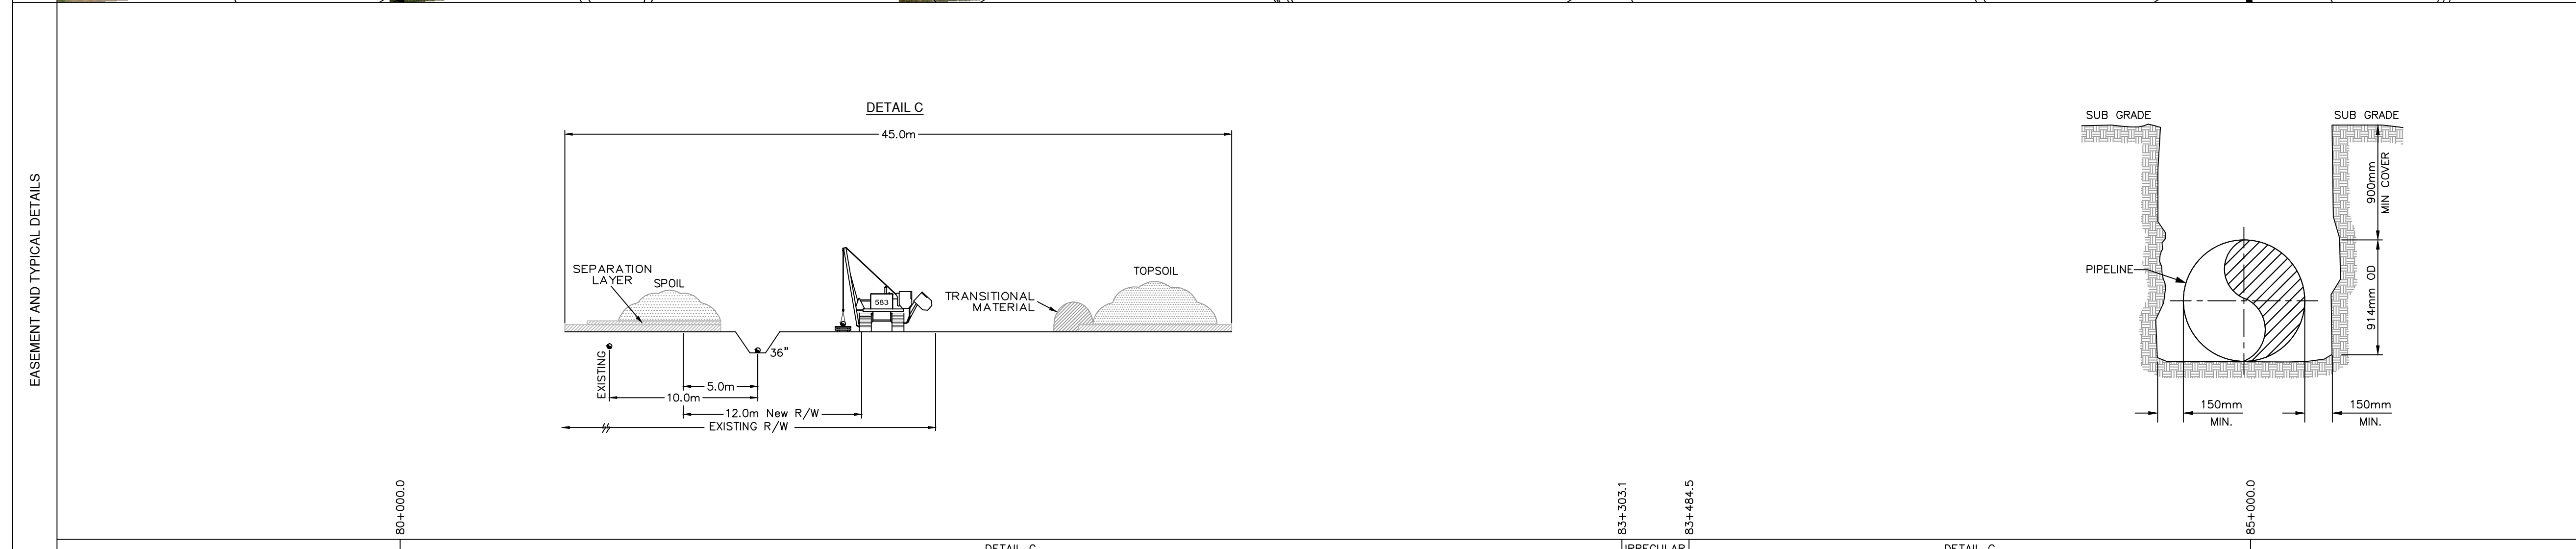 EASEMENT AND TYPICAL DETAILS
DETAIL C
45.0m
SEPARATION
LAYER
SPOIL
583
TRANSITIONAL
MATERIAL
TOPSOIL
EXISTING
36"
5.0m
10.0m
12.0m New R/W
EXISTING R/W
SUB GRADE
SUB GRADE
900mm
MIN COVER
PIPELINE
914mm OD
150mm
MIN.
150mm
MIN.
80+000.0
83+303.1
83+484.5
85+000.0
DETAIL C
IRREGULAR
DETAIL C